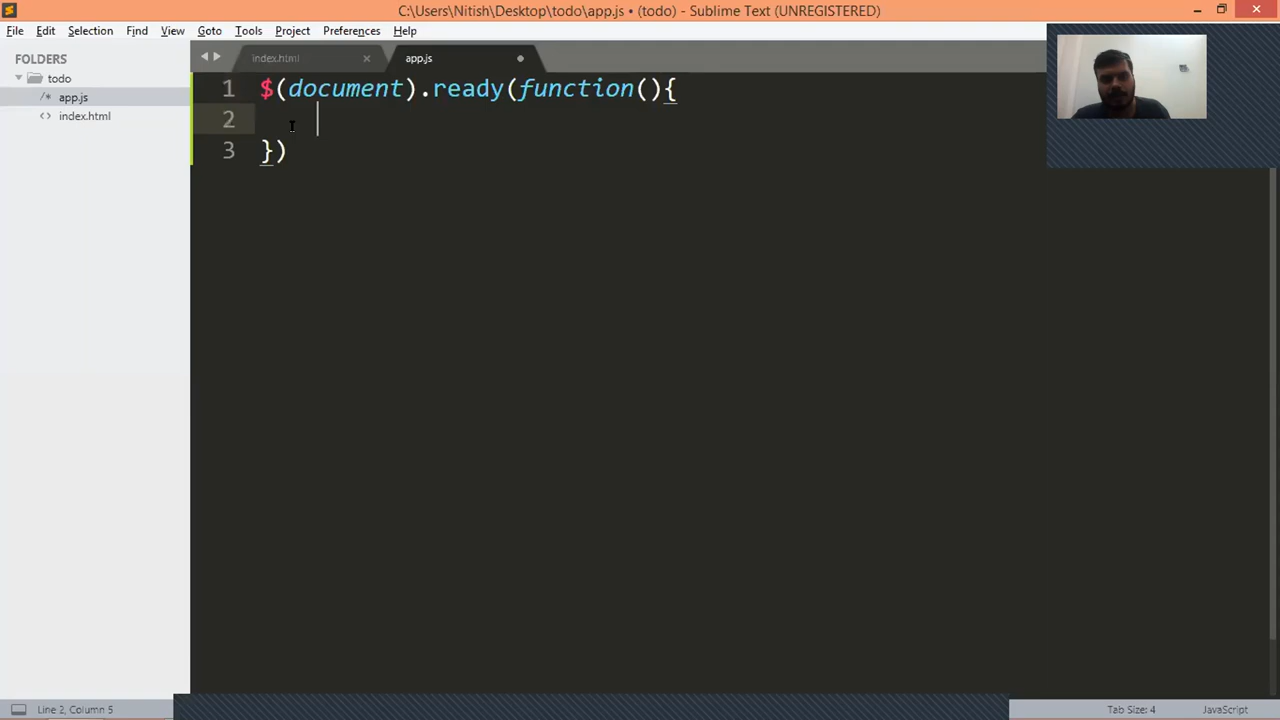 C:\Users\Nitish\Desktop\todo\app.js • (todo) - Sublime Text (UNREGISTERED)
File Edit Selection Find View Goto Tools Project Preferences Help
FOLDERS
todo
/* app.js
<> index.html
index.html × app.js
1 $(document).ready(function(){
2
3 })
Line 2, Column 5
Tab Size: 4
JavaScript